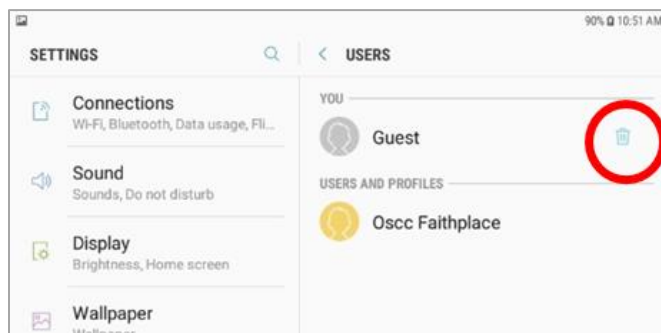 90% 10:51 AM
SETTINGS
Connections
Wi-Fi, Bluetooth, Data usage, Fli...
Sound
Sounds, Do not disturb
Display
Brightness, Home screen
Wallpaper
Wallpaper
USERS
YOU
Guest
USERS AND PROFILES
Oscc Faithplace